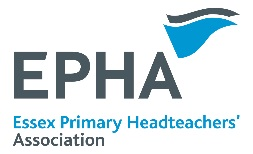 EPHA
Essex Primary Headteachers'
Association